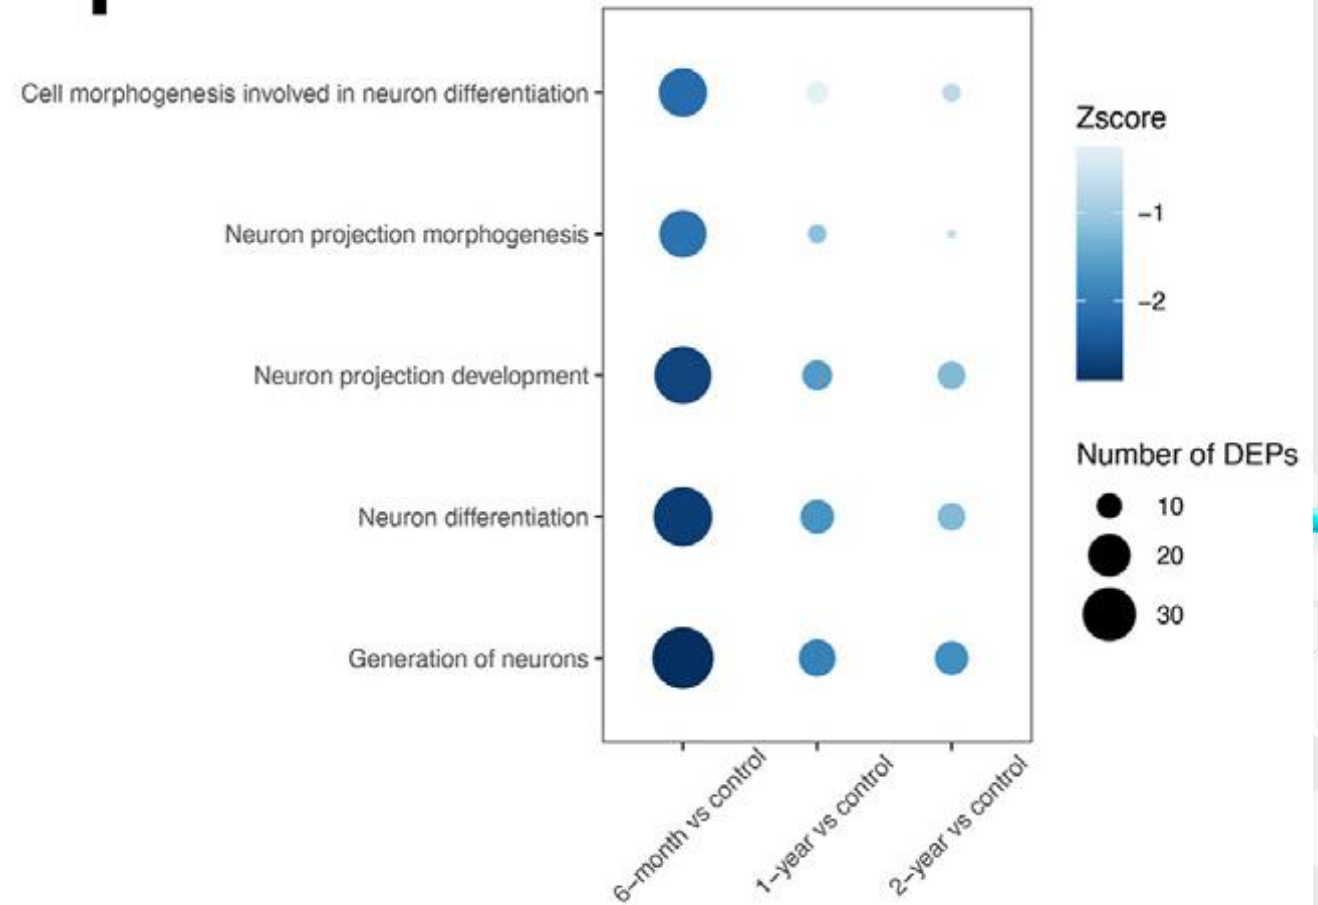 Cell morphogenesis involved in neuron differentiation
Neuron projection morphogenesis
Neuron projection development
Neuron differentiation
Generation of neurons
6-month vs control
1-year vs control
2-year vs control
Zscore
-1
-2
Number of DEPs
10
20
30